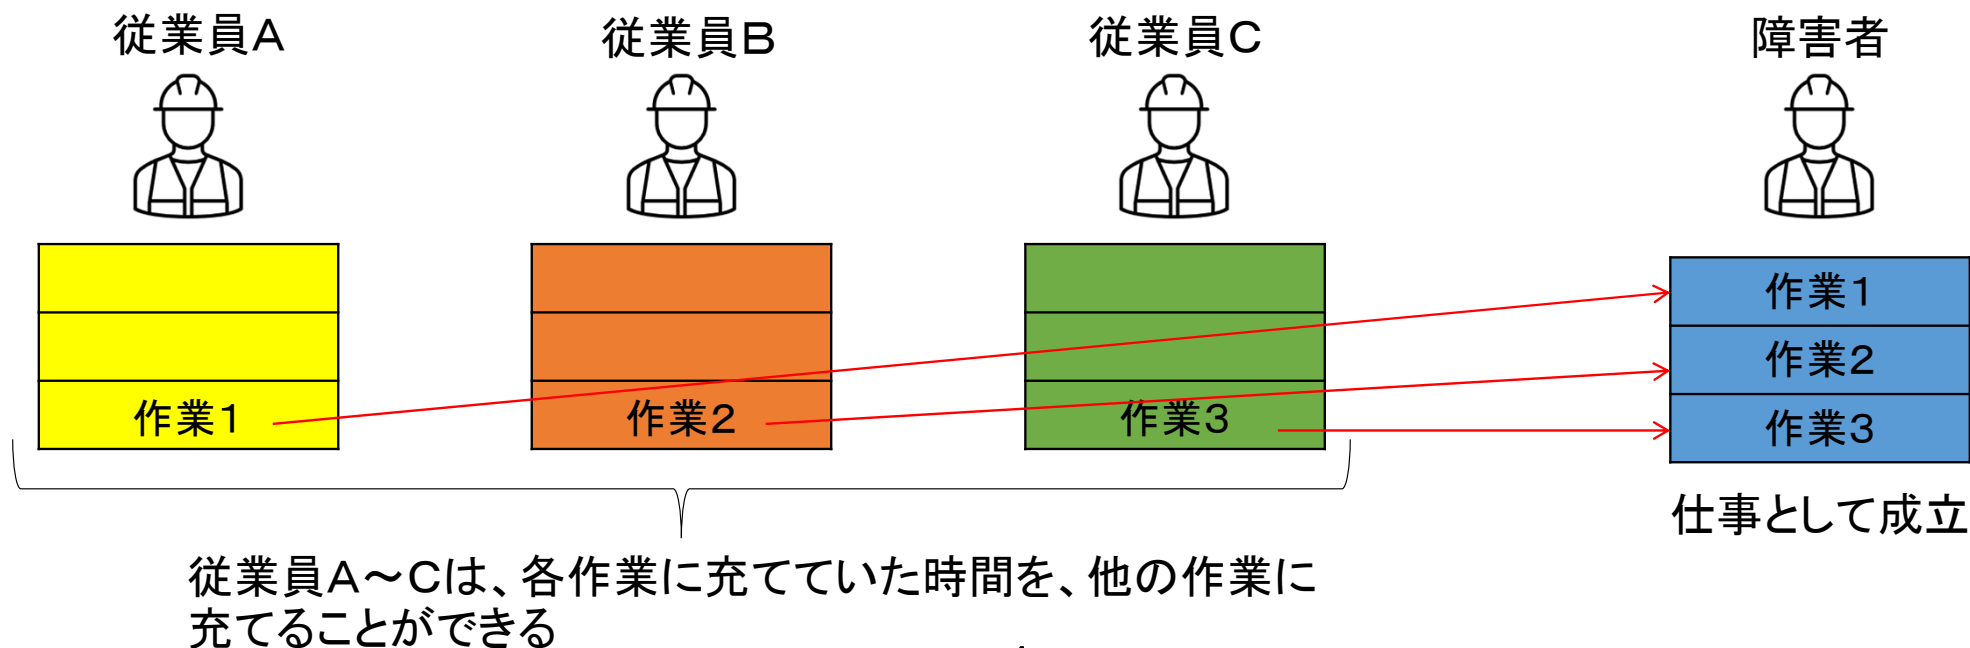 従業員A
従業員B
従業員C
障害者
作業1
作業2
作業3
作業1
作業2
作業3
仕事として成立
従業員A～Cは、各作業に充てていた時間を、他の作業に
充てることができる